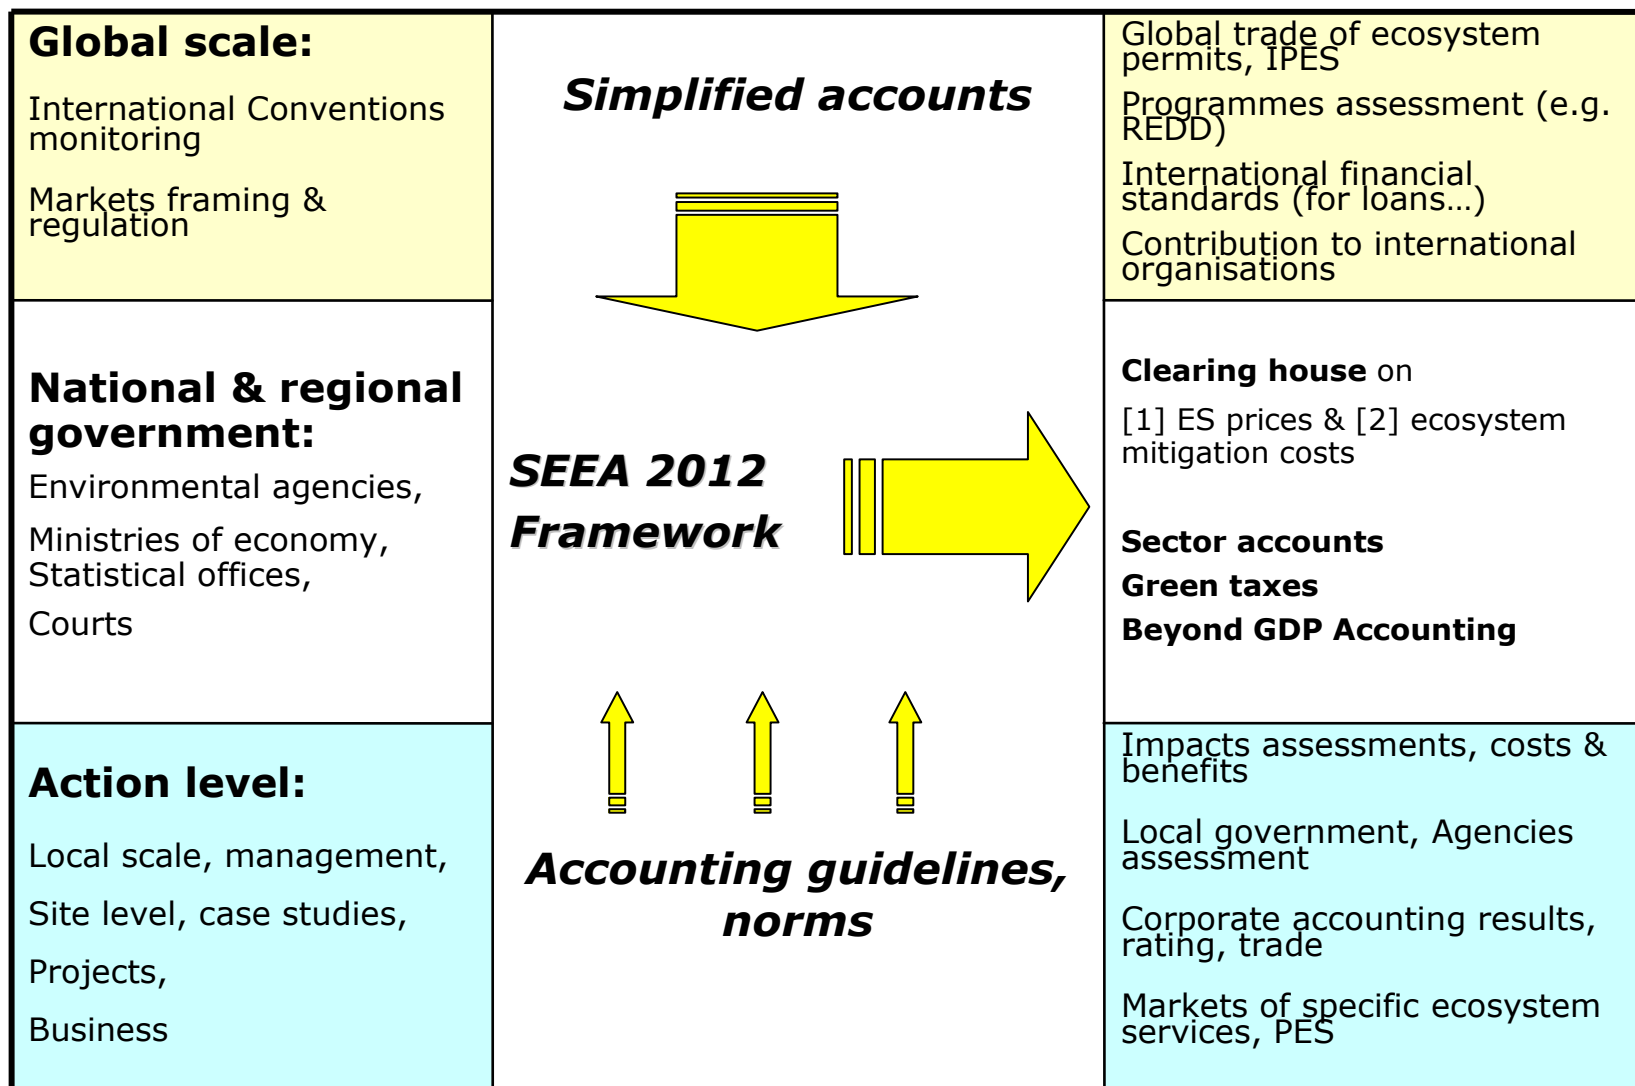 Global scale:
International Conventions
monitoring
Markets framing &
regulation
Simplified accounts
Global trade of ecosystem
permits, IPES
Programmes assessment (e.g.
REDD)
International financial
standards (for loans…)
Contribution to international
organisations
National & regional
government:
Environmental agencies,
Ministries of economy,
Statistical offices,
Courts
SEEA 2012
Framework
Clearing house on
[1] ES prices & [2] ecosystem
mitigation costs
Sector accounts
Green taxes
Beyond GDP Accounting
Action level:
Local scale, management,
Site level, case studies,
Projects,
Business
Accounting guidelines,
norms
Impacts assessments, costs &
benefits
Local government, Agencies
assessment
Corporate accounting results,
rating, trade
Markets of specific ecosystem
services, PES